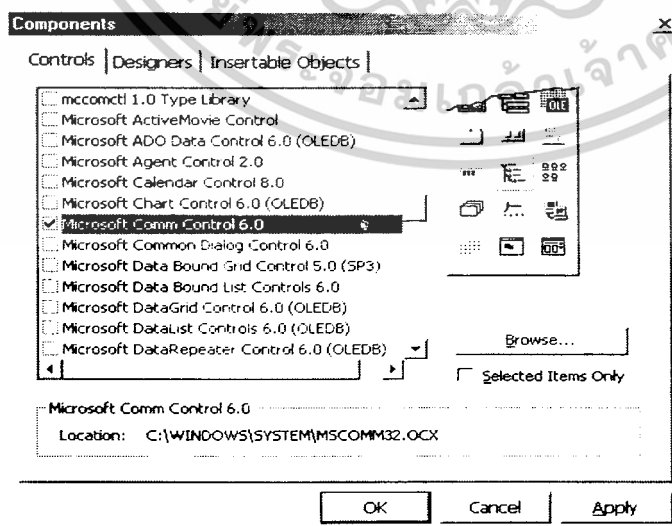 Components
Controls | Designers | Insertable Objects |
mccomctl 1.0 Type Library
Microsoft ActiveMovie Control
Microsoft ADO Data Control 6.0 (OLEDB)
Microsoft Agent Control 2.0
Microsoft Calendar Control 8.0
Microsoft Chart Control 6.0 (OLEDB)
Microsoft Comm Control 6.0
Microsoft Common Dialog Control 6.0
Microsoft Data Bound Grid Control 5.0 (SP3)
Microsoft Data Bound List Controls 6.0
Microsoft DataGrid Control 6.0 (OLEDB)
Microsoft DataList Controls 6.0 (OLEDB)
Microsoft DataRepeater Control 6.0 (OLEDB)
OLE
Browse...
Selected Items Only
Microsoft Comm Control 6.0
Location: C:\WINDOWS\SYSTEM\MSCOMM32.OCX
OK
Cancel
Apply